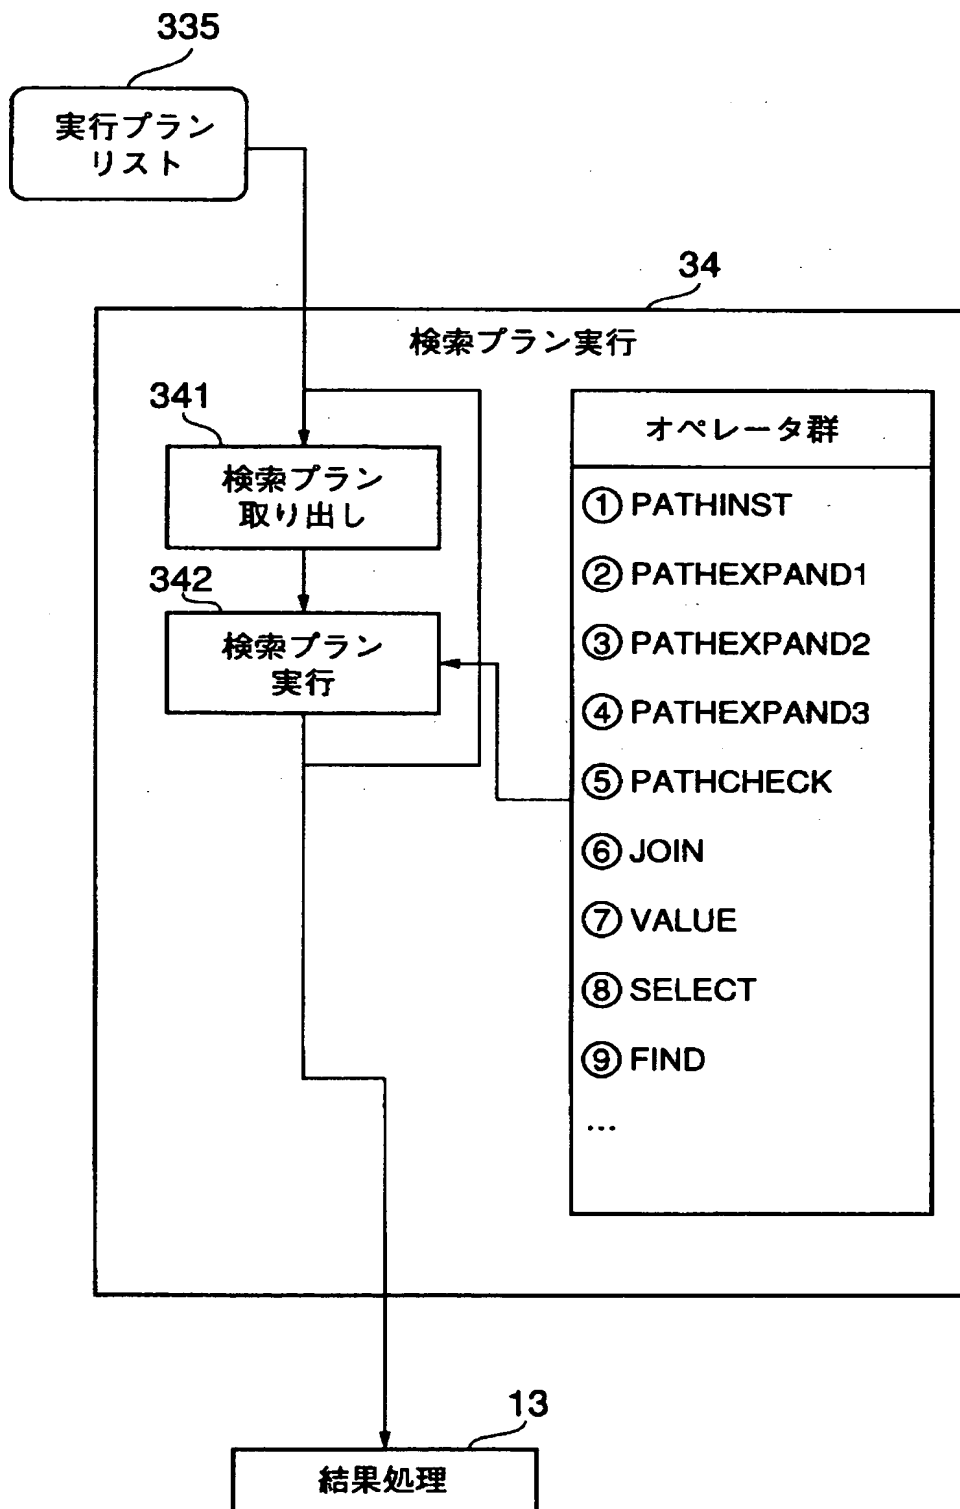 335
実行プラン
リスト
34
検索プラン実行
341
検索プラン
取り出し
342
検索プラン
実行
オペレータ群
① PATHINST
② PATHEXPAND1
③ PATHEXPAND2
④ PATHEXPAND3
⑤ PATHCHECK
⑥ JOIN
⑦ VALUE
⑧ SELECT
⑨ FIND
...
13
結果処理